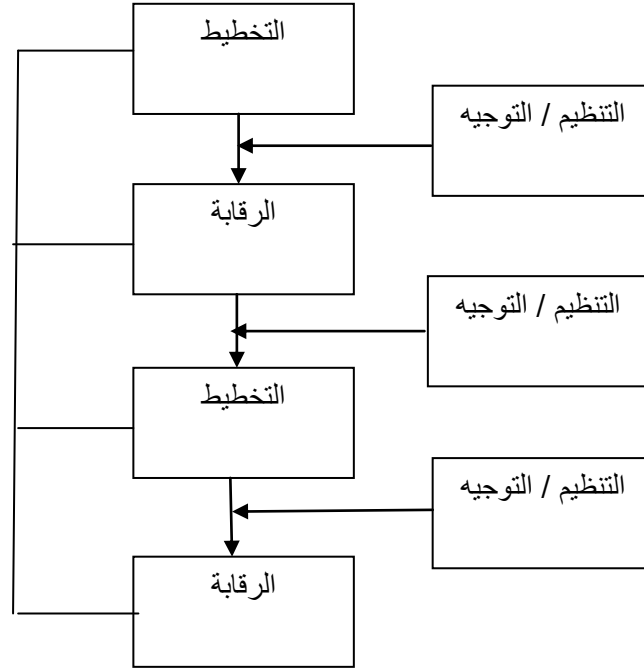 التخطيط
التنظيم / التوجيه
الرقابة
التنظيم / التوجيه
التخطيط
التنظيم / التوجيه
الرقابة